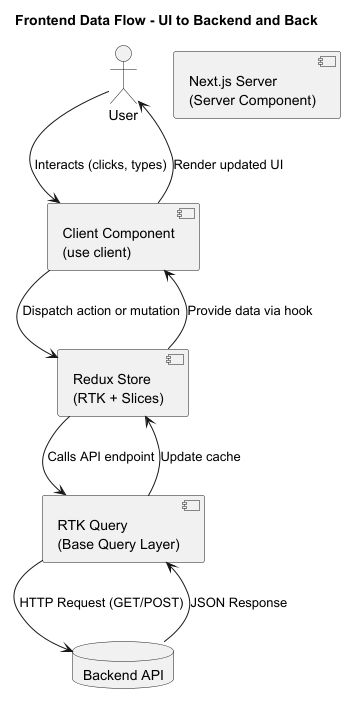 Frontend Data Flow - UI to Backend and Back
User
Next.js Server
(Server Component)
Interacts (clicks, types)
Render updated UI
Client Component
(use client)
Dispatch action or mutation
Provide data via hook
Redux Store
(RTK + Slices)
Calls API endpoint
Update cache
RTK Query
(Base Query Layer)
HTTP Request (GET/POST)
JSON Response
Backend API